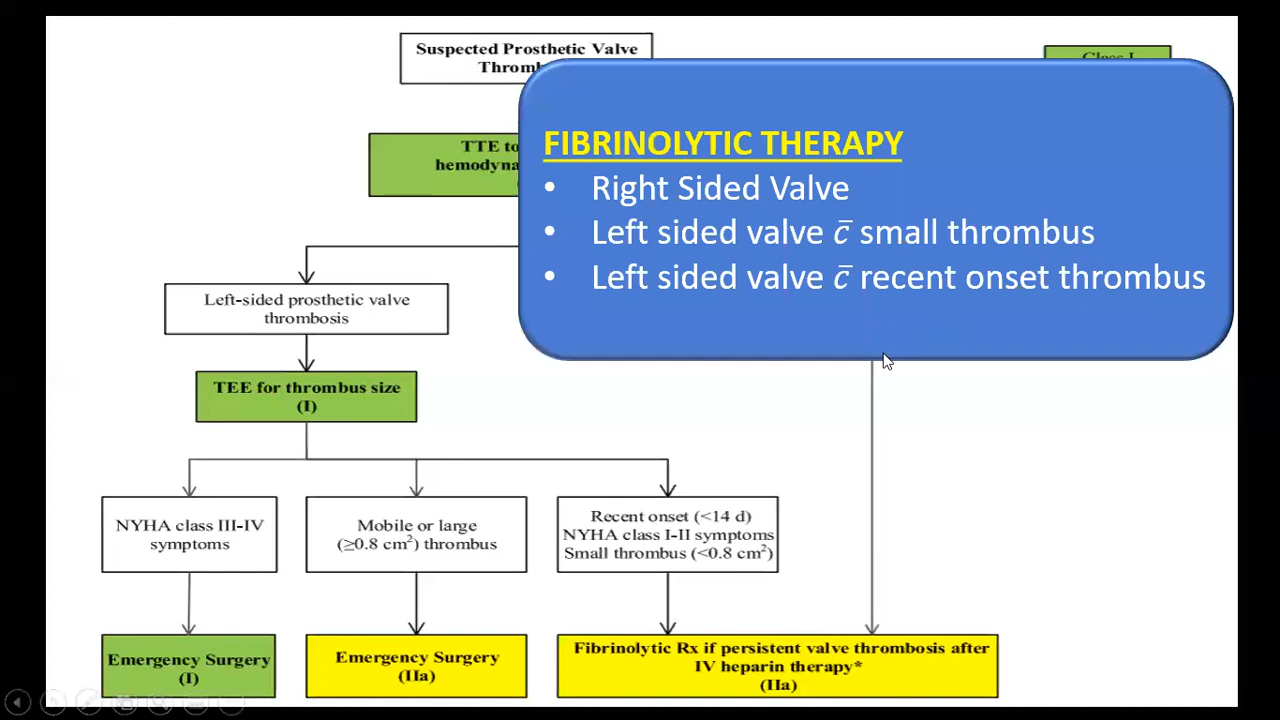 Suspected Prosthetic Valve
Class I
FIBRINOLYTIC THERAPY
• Right Sided Valve
• Left sided valve c̅ small thrombus
• Left sided valve c̅ recent onset thrombus
TTE to
Left-sided prosthetic valve
thrombosis
TEE for thrombus size
(I)
NYHA class III-IV
symptoms
Mobile or large
(≥0.8 cm²) thrombus
Recent onset (<14 d)
NYHA class I-II symptoms
Small thrombus (<0.8 cm²)
Emergency Surgery
(I)
Emergency Surgery
(IIa)
Fibrinolytic Rx if persistent valve thrombosis after
IV heparin therapy*
(IIa)